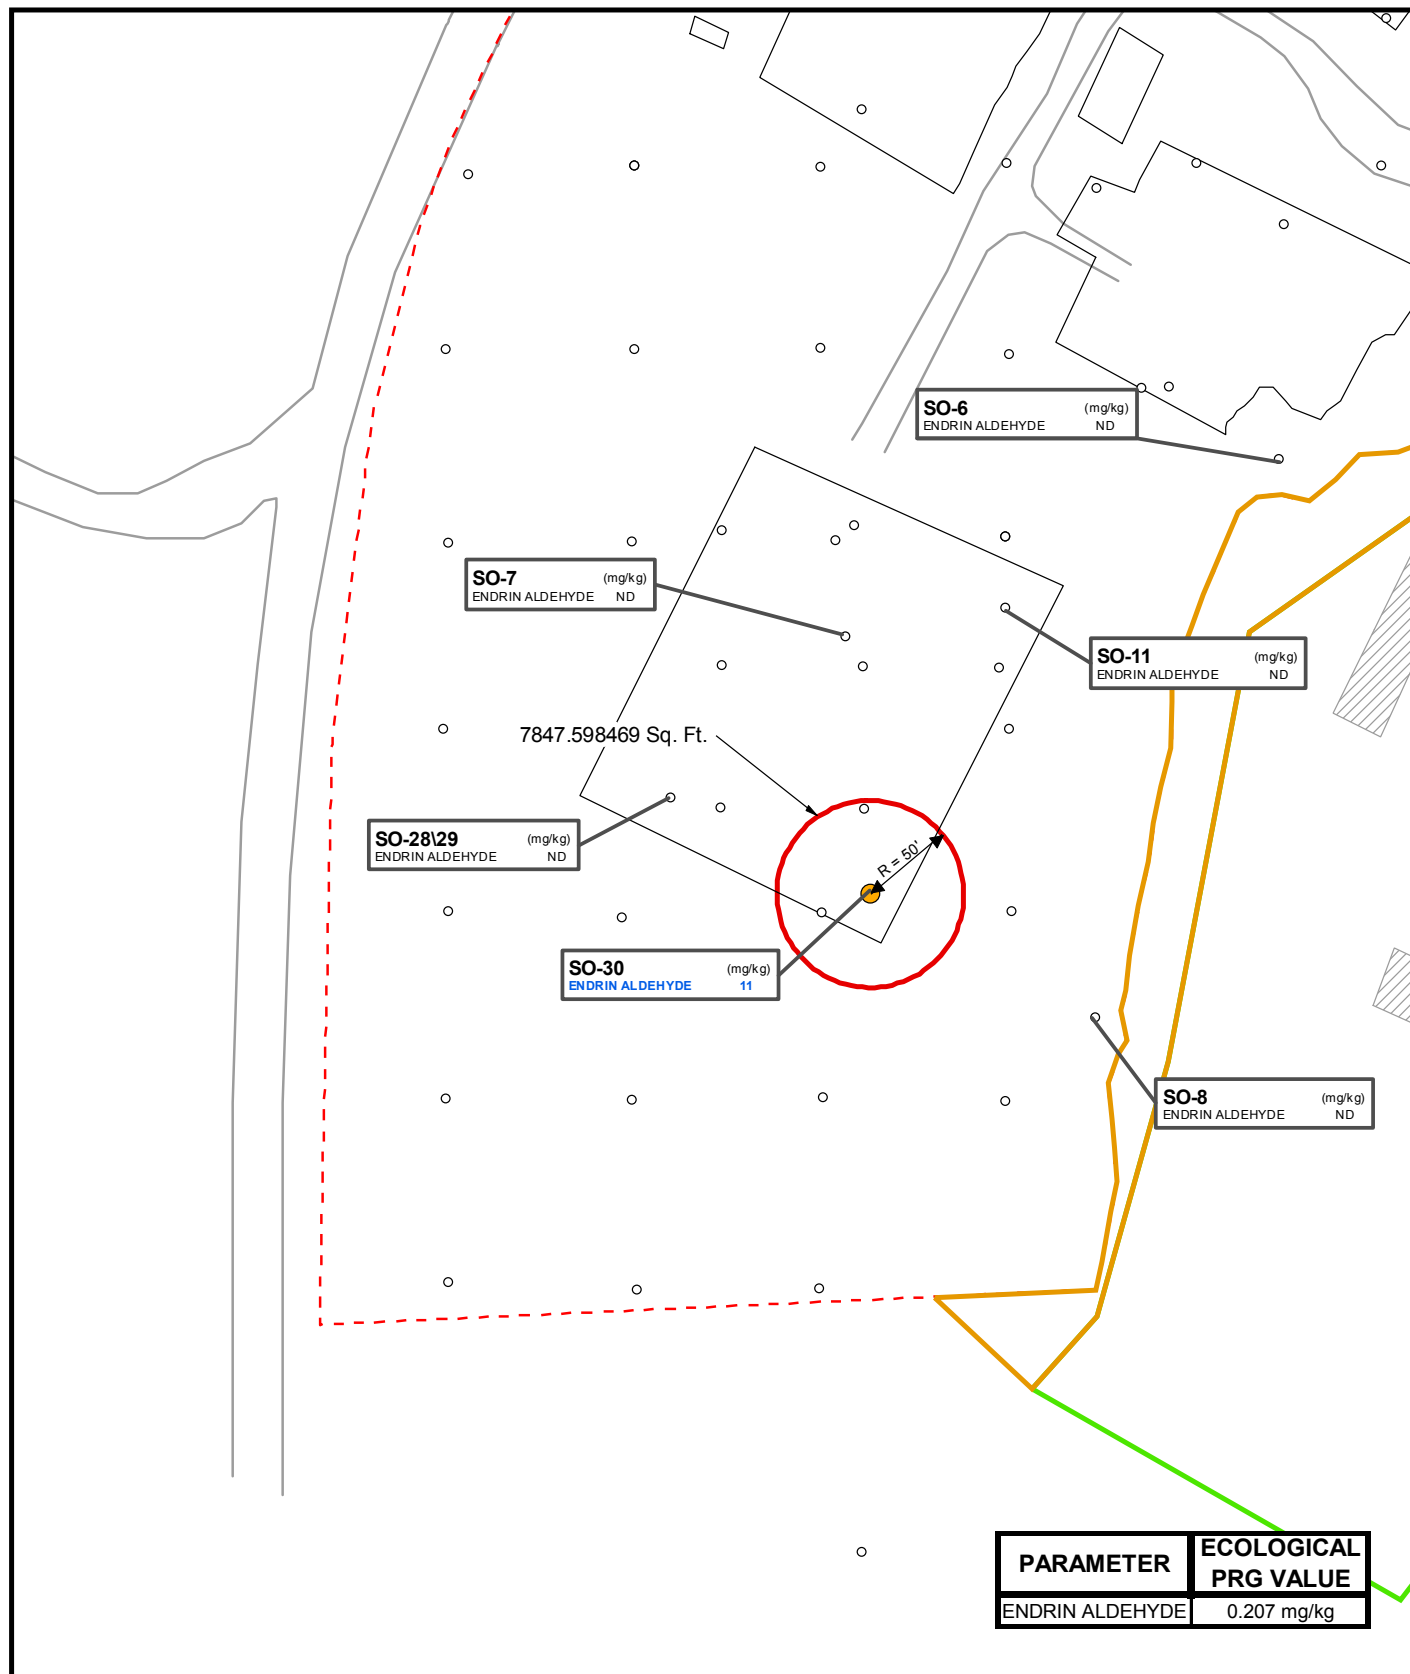 SO-6 (mg/kg)
ENDRIN ALDEHYDE ND
SO-7 (mg/kg)
ENDRIN ALDEHYDE ND
SO-11 (mg/kg)
ENDRIN ALDEHYDE ND
7847.598469 Sq. Ft.
SO-28\29 (mg/kg)
ENDRIN ALDEHYDE ND
R = 50'
SO-30 (mg/kg)
ENDRIN ALDEHYDE 11
SO-8 (mg/kg)
ENDRIN ALDEHYDE ND
PARAMETER ECOLOGICAL
PRG VALUE
ENDRIN ALDEHYDE 0.207 mg/kg